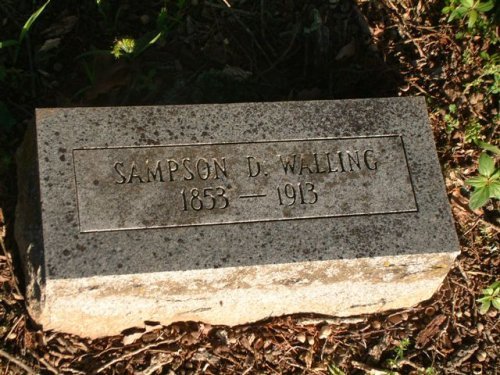 SAMPSON D. WALLING
1853 — 1913